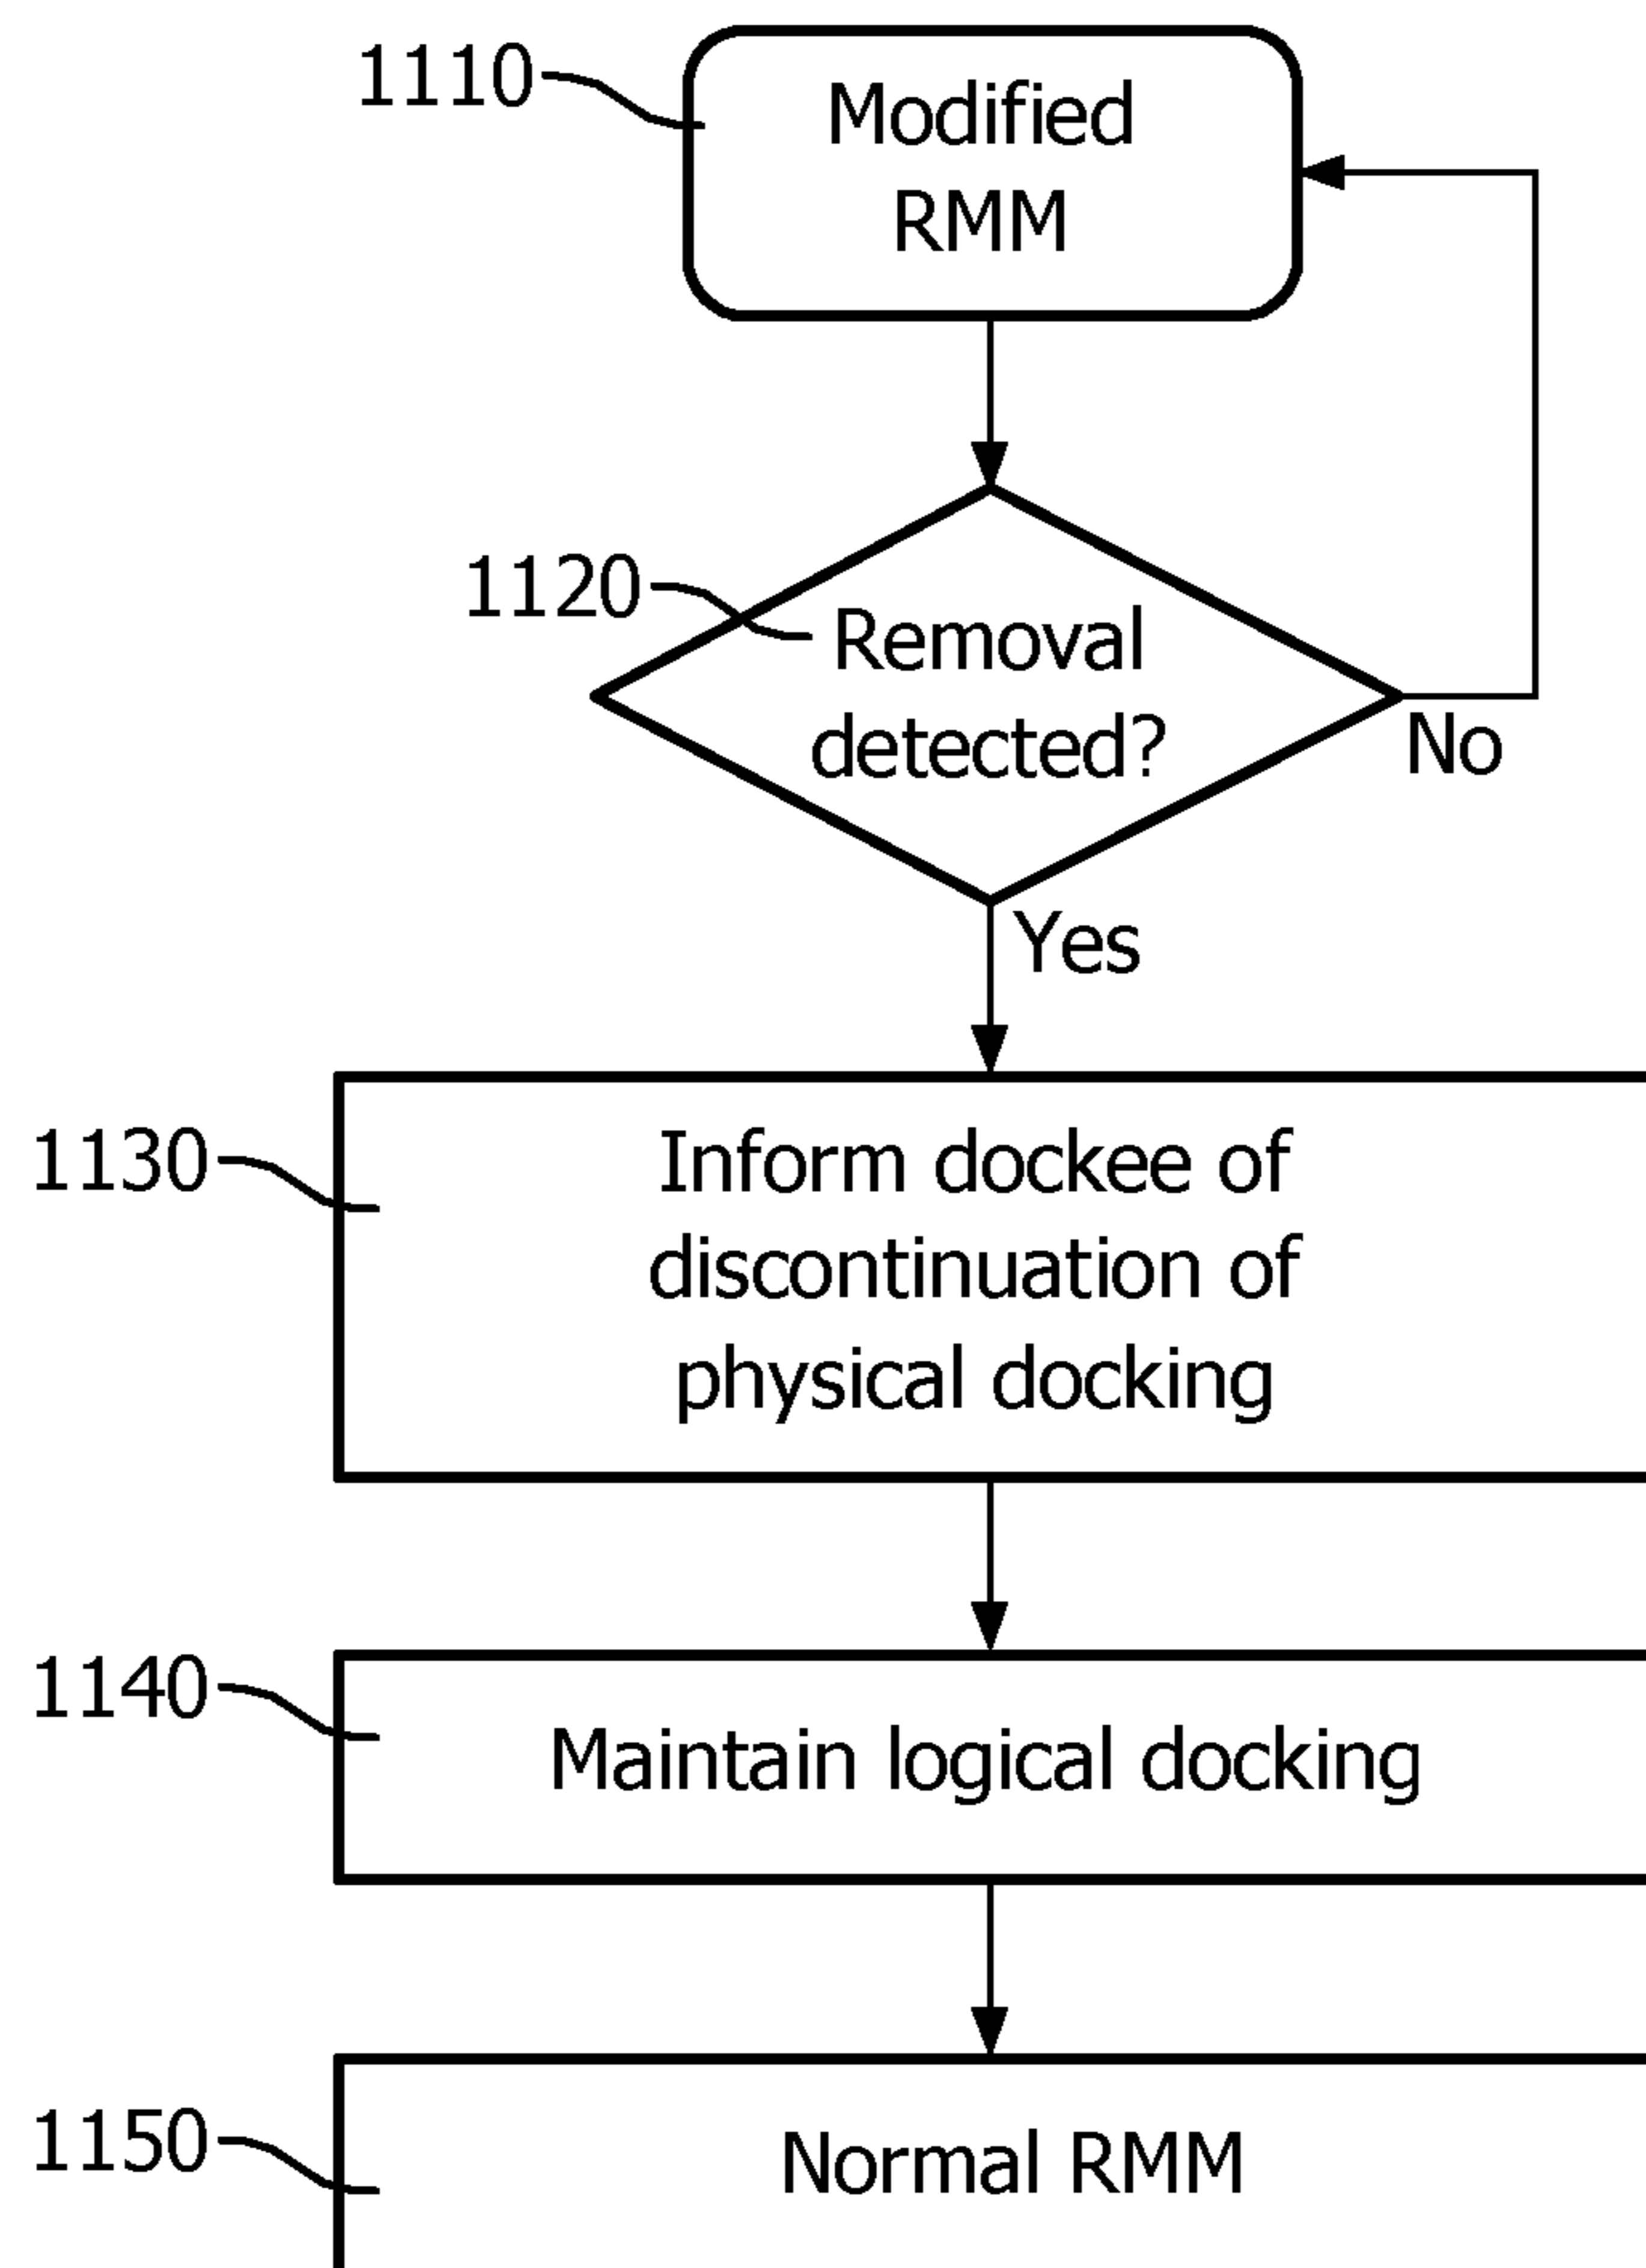 1110
Modified
RMM
1120
Removal
detected?
No
Yes
1130
Inform dockee of
discontinuation of
physical docking
1140
Maintain logical docking
1150
Normal RMM